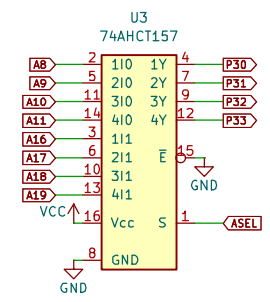 U3
74AHCT157
A8 2 1I0 1Y 4 P30
A9 5 2I0 2Y 7 P31
A10 11 3I0 3Y 9 P32
A11 14 4I0 4Y 12 P33
A16 3 1I1
A17 6 2I1 E 15
A18 10 3I1
A19 13 4I1 GND
VCC 16 Vcc S 1 ASEL
8 GND
GND